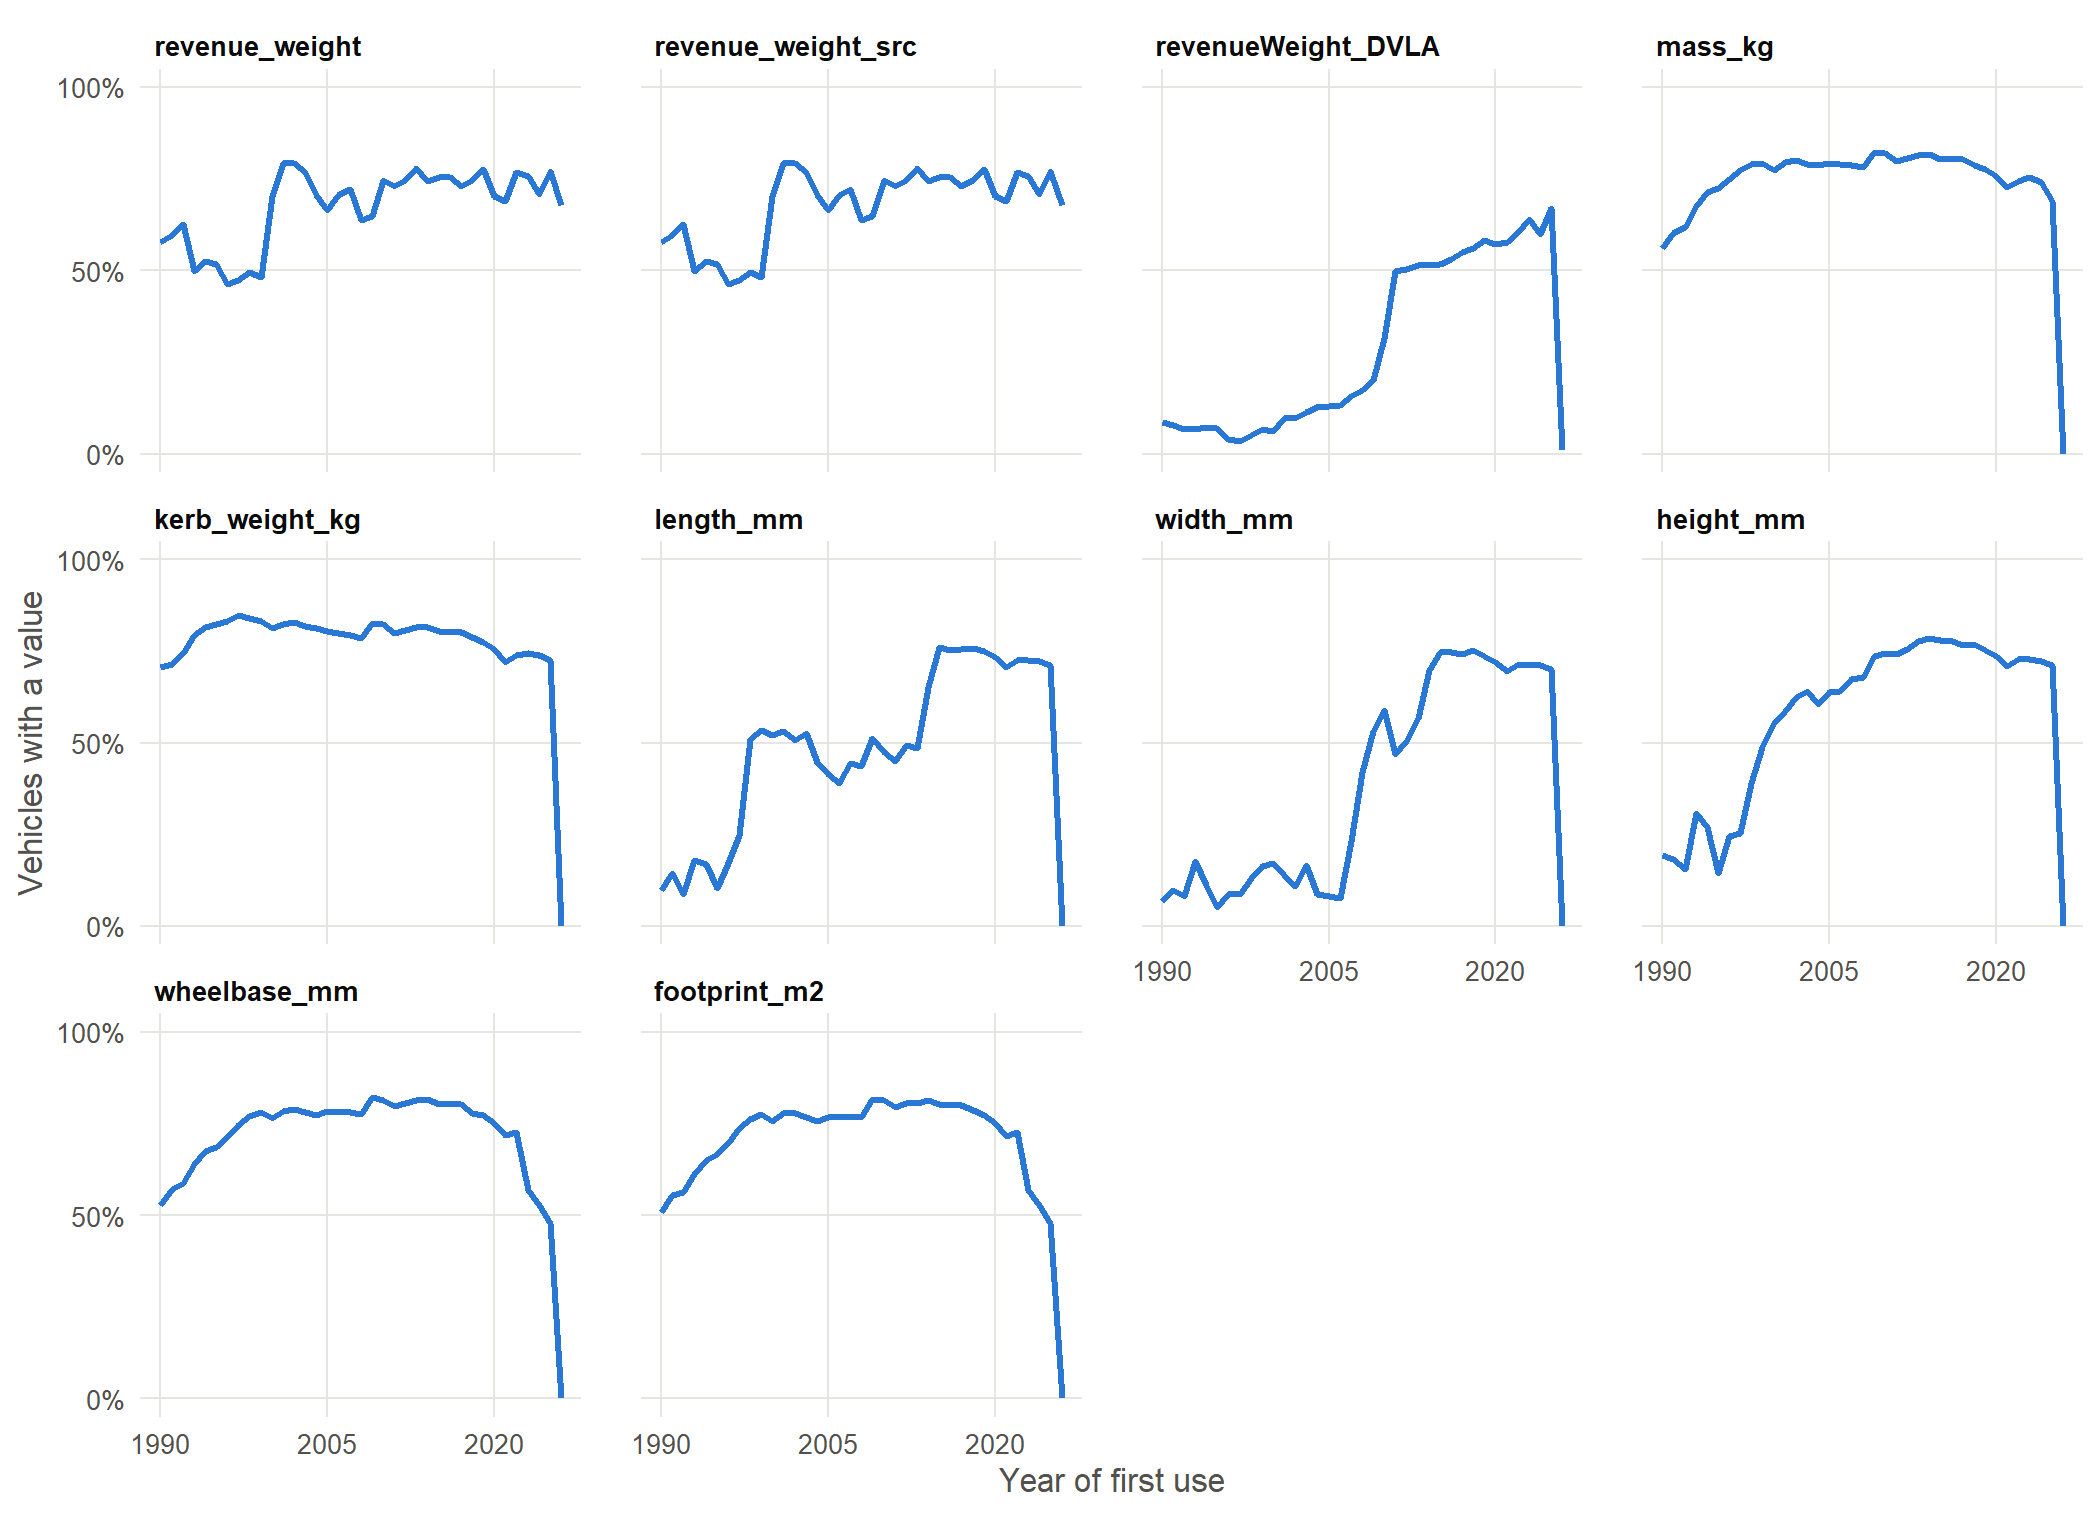 revenue_weight revenue_weight_src revenueWeight_DVLA mass_kg
100%
50%
0%
kerb_weight_kg length_mm width_mm height_mm
100%
50%
0%
1990 2005 2020 1990 2005 2020
wheelbase_mm footprint_m2
100%
50%
0%
1990 2005 2020 1990 2005 2020
Year of first use
Vehicles with a value